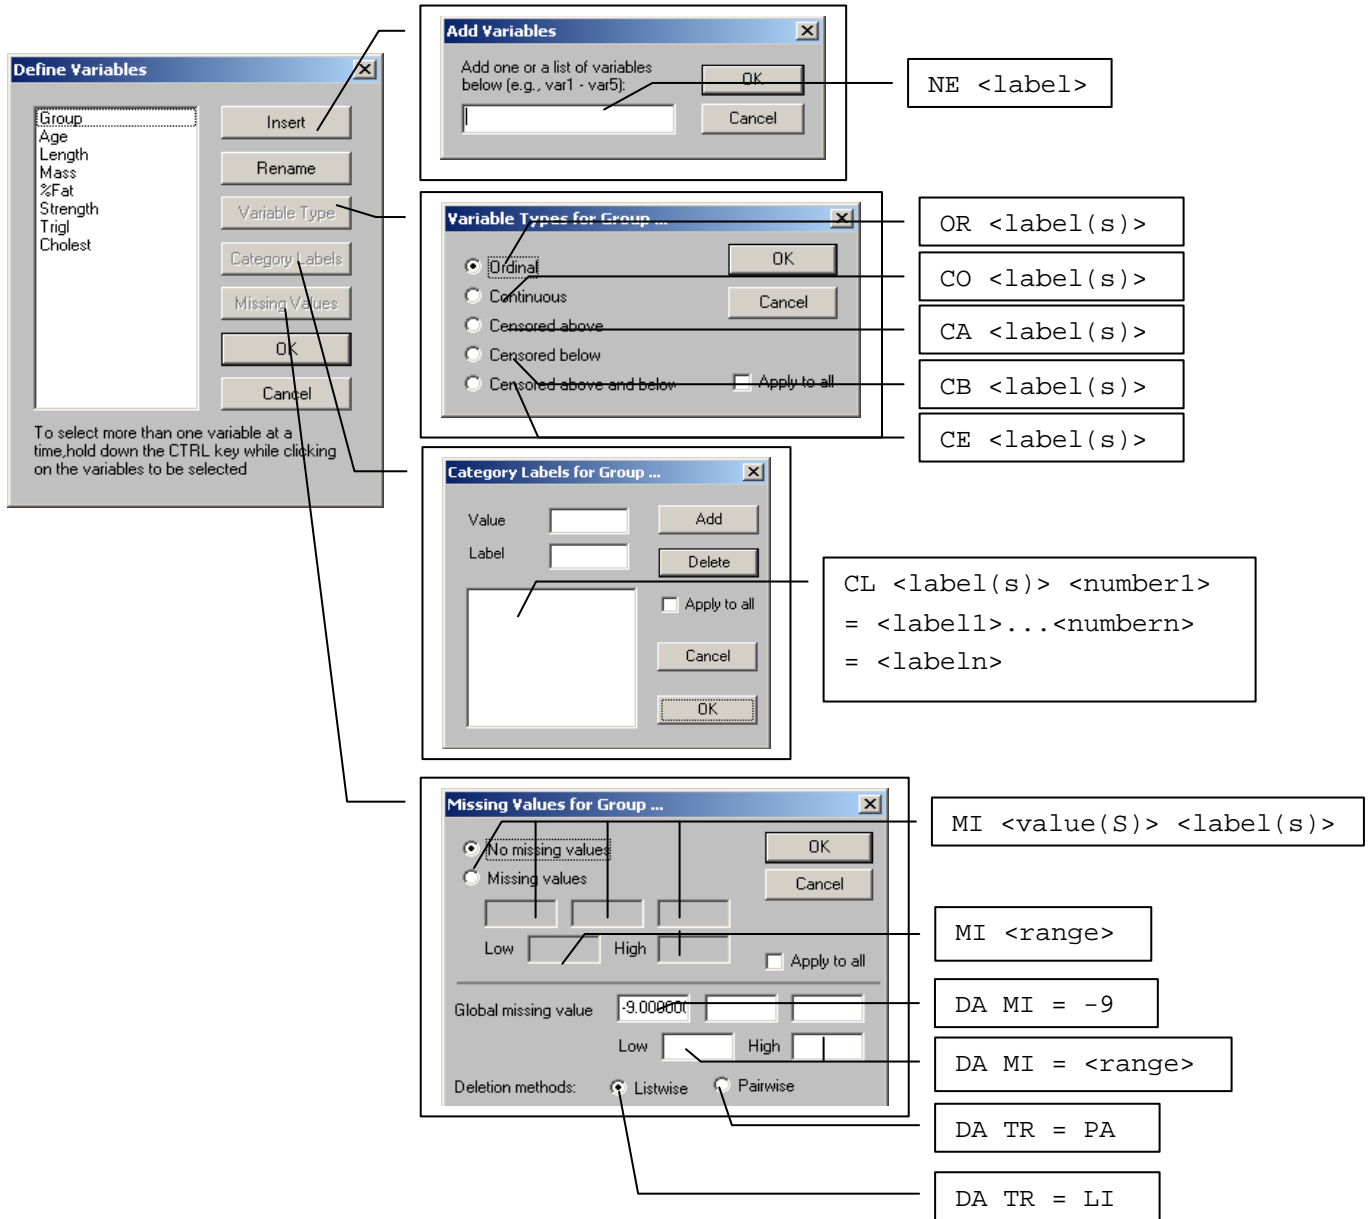 Define Variables
Group
Age
Length
Mass
%Fat
Strength
Trigl
Cholest
Insert
Rename
Variable Type
Category Labels
Missing Values
OK
Cancel
To select more than one variable at a
time,hold down the CTRL key while clicking
on the variables to be selected
Add Variables
Add one or a list of variables
below (e.g., var1 - var5):
OK
Cancel
NE <label>
Variable Types for Group ...
Ordinal
Continuous
Censored above
Censored below
Censored above and below
OK
Cancel
Apply to all
OR <label(s)>
CO <label(s)>
CA <label(s)>
CB <label(s)>
CE <label(s)>
Category Labels for Group ...
Value
Label
Add
Delete
Apply to all
Cancel
OK
CL <label(s)> <number1>
= <label1>...<numbern>
= <labeln>
Missing Values for Group ...
No missing values
Missing values
OK
Cancel
Low
High
Apply to all
Global missing value
-9.000000
Low
High
Deletion methods:
Listwise
Pairwise
MI <value(S)> <label(s)>
MI <range>
DA MI = -9
DA MI = <range>
DA TR = PA
DA TR = LI